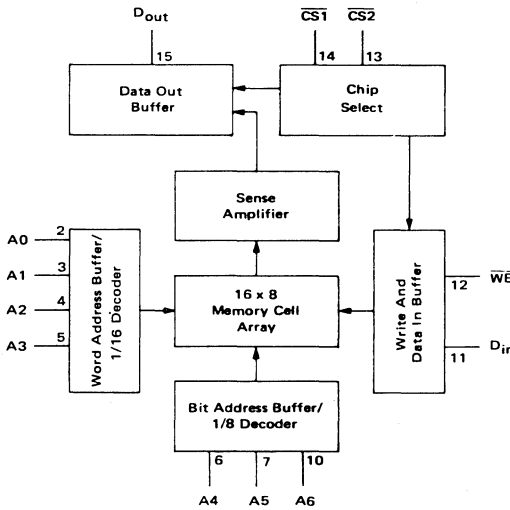 Dout
CS1 CS2
15
14 13
Data Out
Buffer
Chip
Select
Sense
Amplifier
A0 2
A1 3
A2 4
A3 5
Word Address Buffer/
1/16 Decoder
16 x 8
Memory Cell
Array
Write And
Data In Buffer
12 WE
11 Din
Bit Address Buffer/
1/8 Decoder
6 7 10
A4 A5 A6